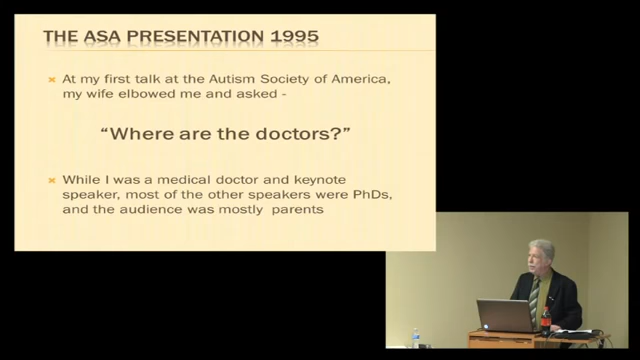 THE ASA PRESENTATION 1995
At my first talk at the Autism Society of America,
my wife elbowed me and asked -
“Where are the doctors?”
While I was a medical doctor and keynote
speaker, most of the other speakers were PhDs,
and the audience was mostly parents